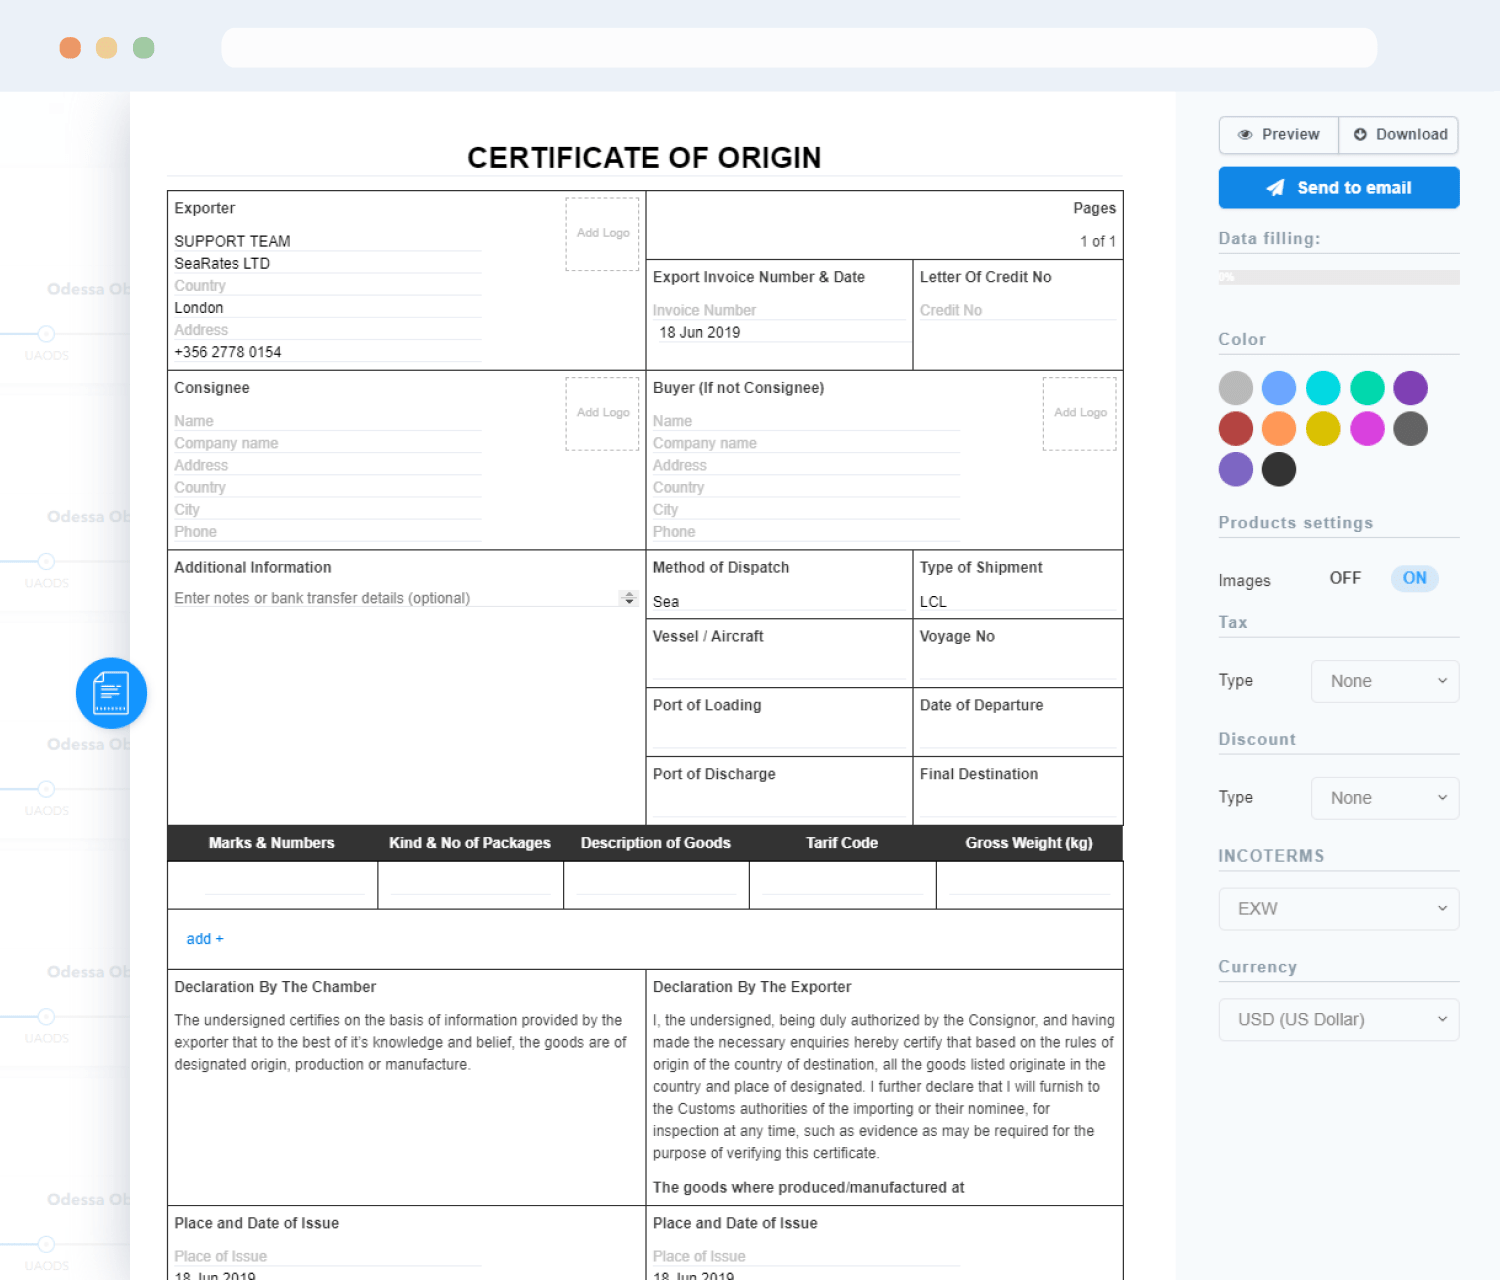 CERTIFICATE OF ORIGIN
Exporter
Add Logo
SUPPORT TEAM
SeaRates LTD
Country
London
Address
+356 2778 0154
Pages
1 of 1
Export Invoice Number & Date
Invoice Number
18 Jun 2019
Letter Of Credit No
Credit No
Consignee
Add Logo
Name
Company name
Address
Country
City
Phone
Buyer (If not Consignee)
Add Logo
Name
Company name
Address
Country
City
Phone
Additional Information
Enter notes or bank transfer details (optional)
Method of Dispatch
Sea
Type of Shipment
LCL
Vessel / Aircraft
Voyage No
Port of Loading
Date of Departure
Port of Discharge
Final Destination
Marks & Numbers
Kind & No of Packages
Description of Goods
Tarif Code
Gross Weight (kg)
add +
Declaration By The Chamber
The undersigned certifies on the basis of information provided by the
exporter that to the best of it's knowledge and belief, the goods are of
designated origin, production or manufacture.
Declaration By The Exporter
I, the undersigned, being duly authorized by the Consignor, and having
made the necessary enquiries hereby certify that based on the rules of
origin of the country of destination, all the goods listed originate in the
country and place of designated. I further declare that I will furnish to
the Customs authorities of the importing or their nominee, for
inspection at any time, such as evidence as may be required for the
purpose of verifying this certificate.
The goods where produced/manufactured at
Place and Date of Issue
Place of Issue
18 Jun 2019
Place and Date of Issue
Place of Issue
18 Jun 2019
Preview
Download
Send to email
Data filling:
0%
Color
Products settings
Images
OFF
ON
Tax
Type
None
Discount
Type
None
INCOTERMS
EXW
Currency
USD (US Dollar)
Odessa Ob
UAODS
Odessa Ob
UAODS
Odessa Ob
UAODS
Odessa Ob
UAODS
Odessa Ob
UAODS